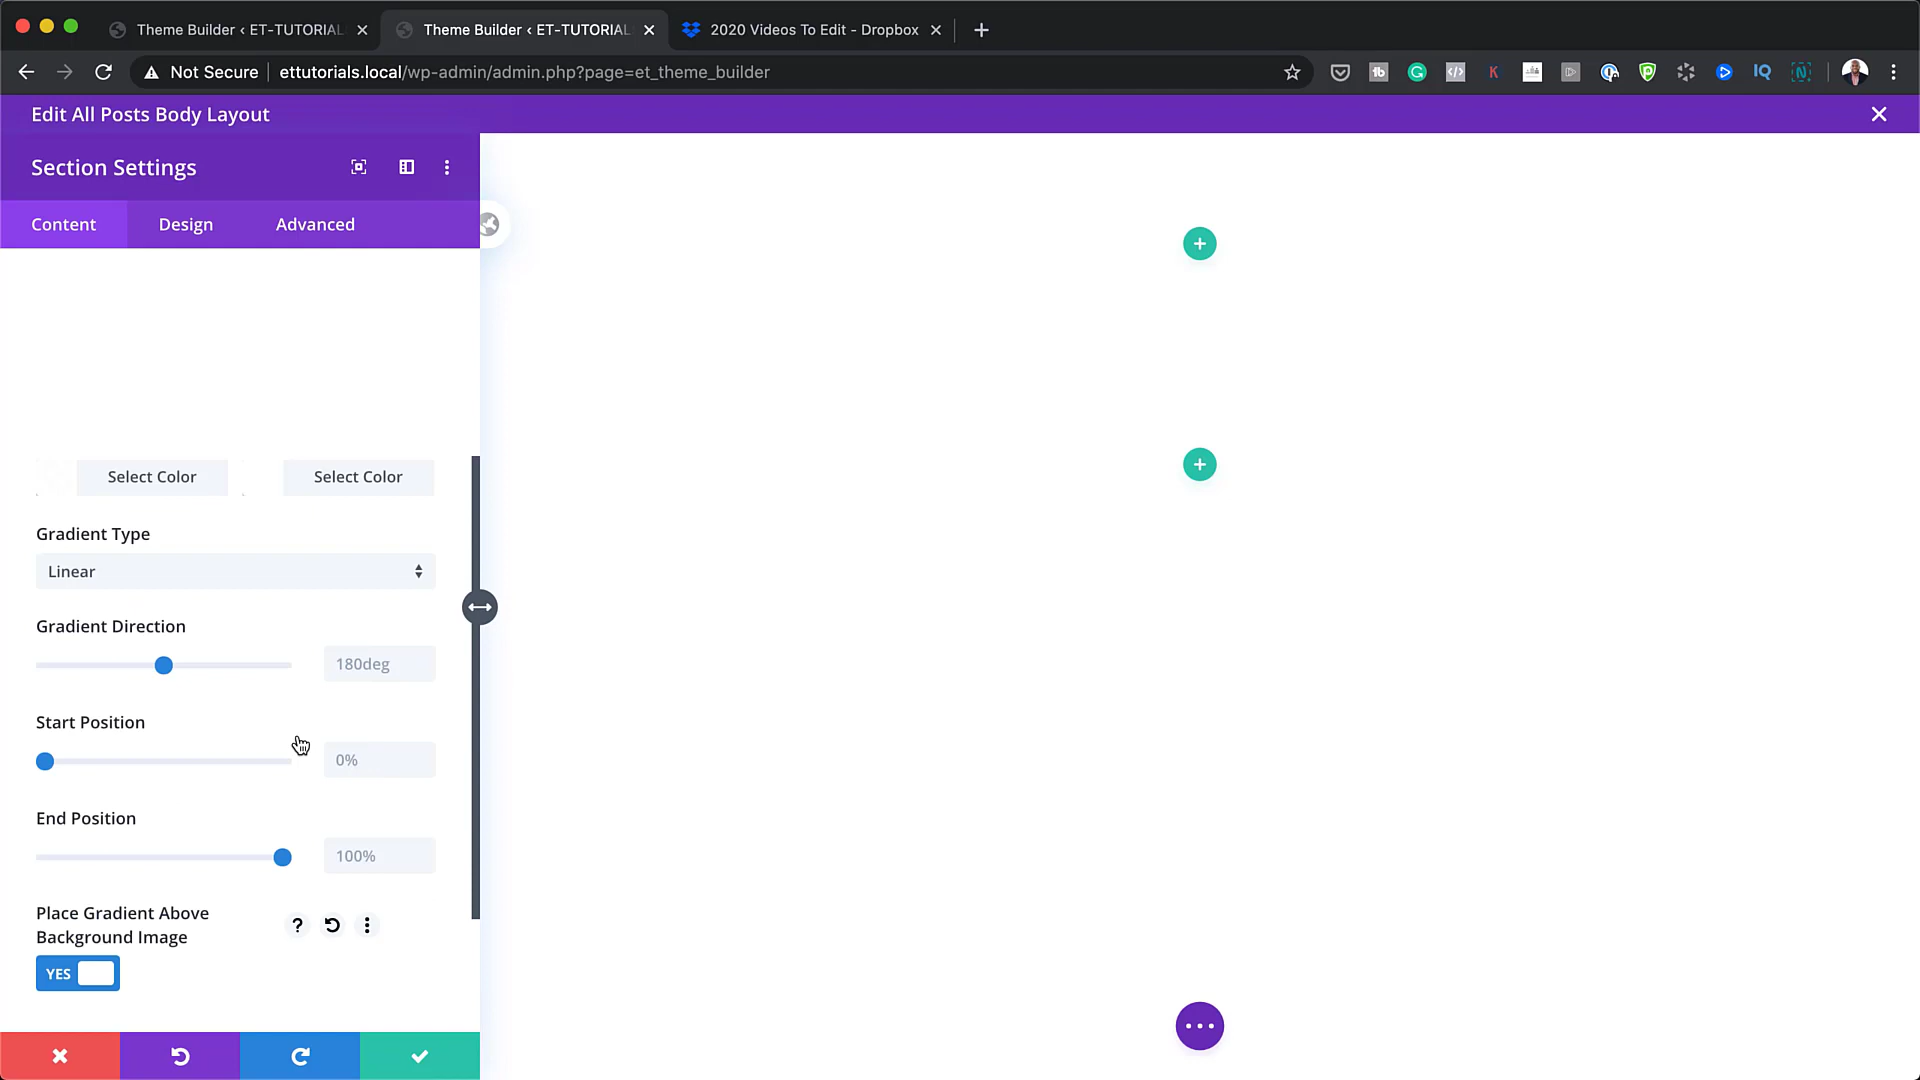 Theme Builder ‹ ET-TUTORIAL
Theme Builder ‹ ET-TUTORIAL
2020 Videos To Edit - Dropbox
Not Secure
ettutorials.local/wp-admin/admin.php?page=et_theme_builder
tb
G
</>
K
IQ
N
Edit All Posts Body Layout
Section Settings
Content
Design
Advanced
Select Color
Select Color
Gradient Type
Linear
Gradient Direction
180deg
Start Position
0%
End Position
100%
Place Gradient Above
Background Image
?
YES